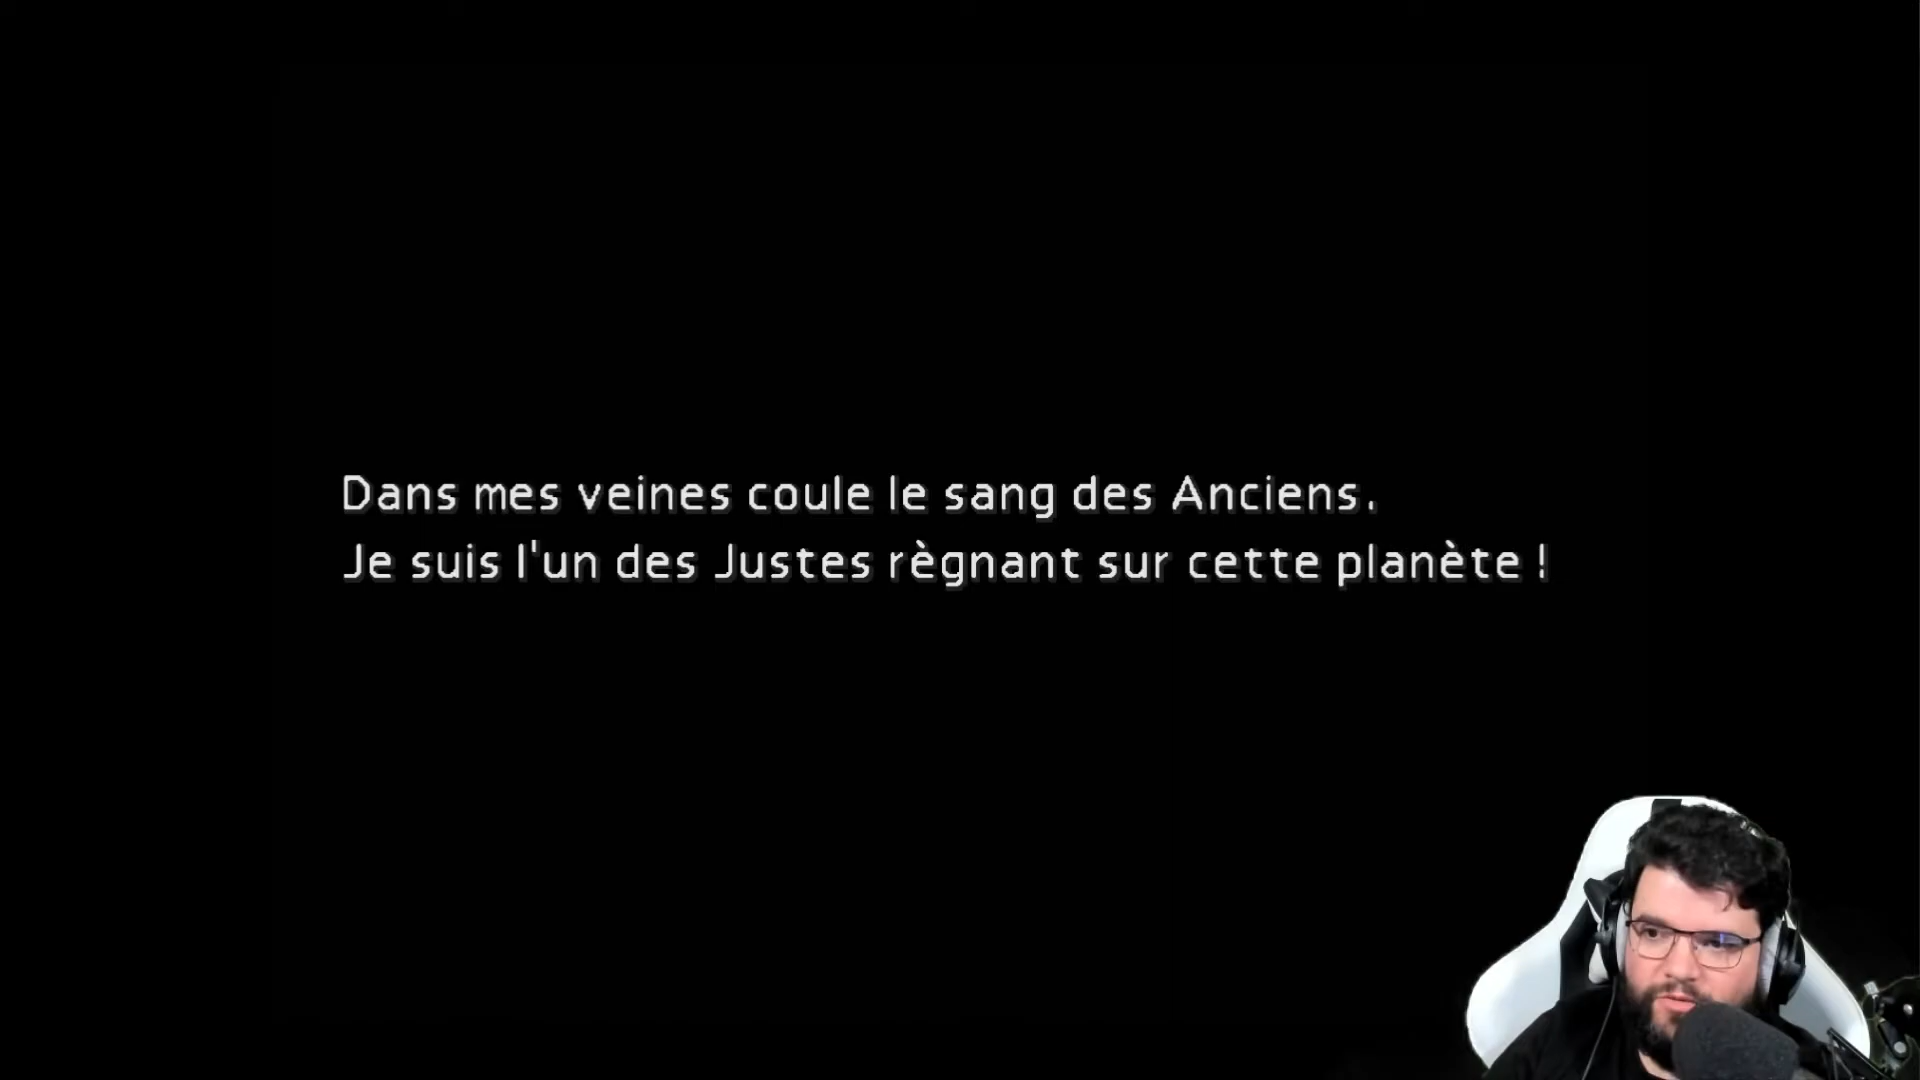 Dans mes veines coule le sang des Anciens.
Je suis l'un des Justes règnant sur cette planète !